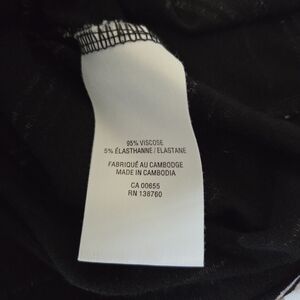 95% VISCOSE
5% ÉLASTHANNE / ELASTANE
FABRIQUÉ AU CAMBODGE
MADE IN CAMBODIA
CA 00655
RN 138760